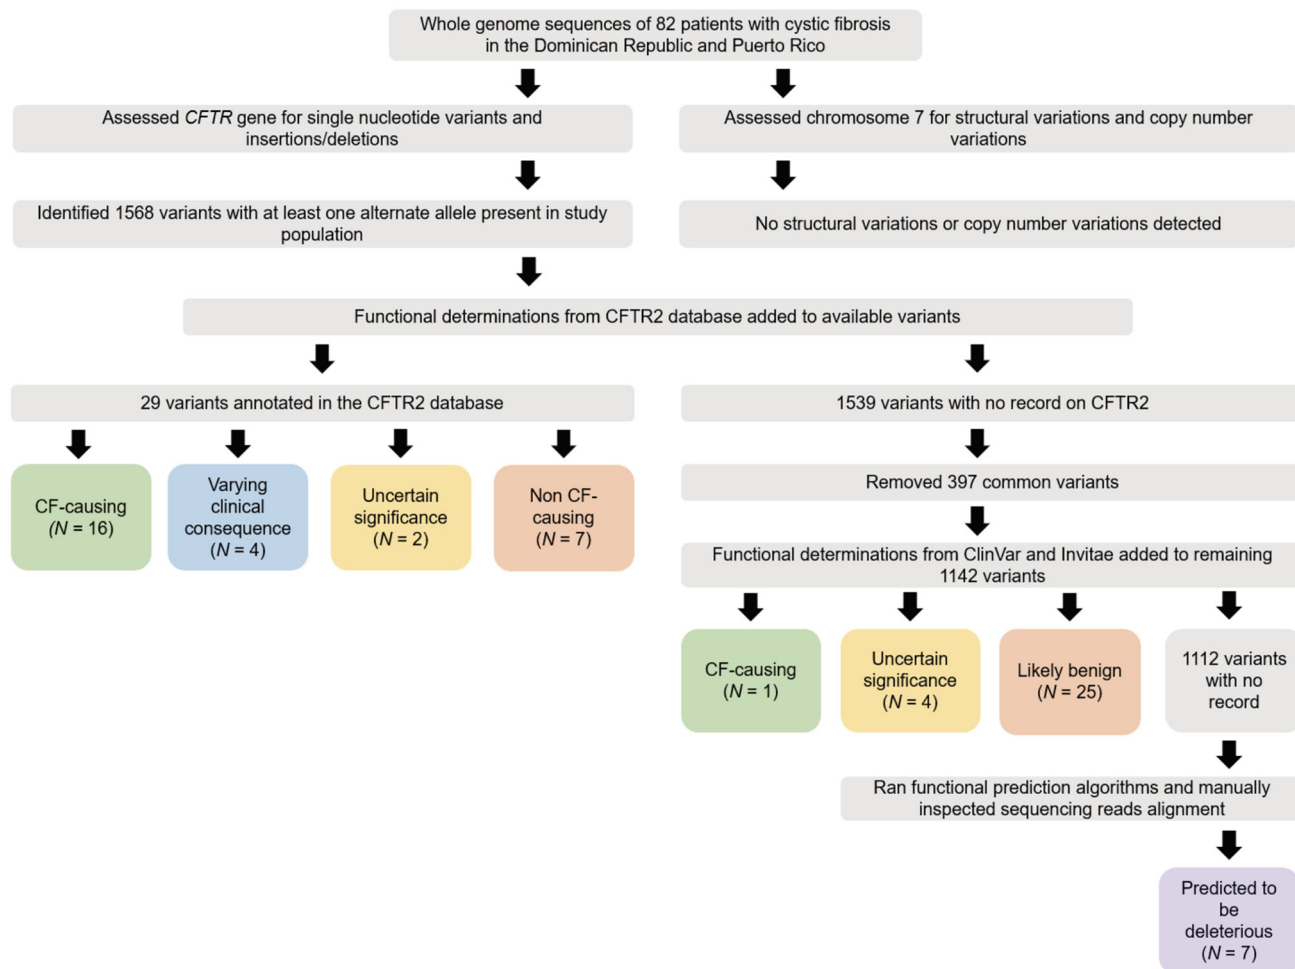 Whole genome sequences of 82 patients with cystic fibrosis
in the Dominican Republic and Puerto Rico
Assessed CFTR gene for single nucleotide variants and
insertions/deletions
Assessed chromosome 7 for structural variations and copy number
variations
Identified 1568 variants with at least one alternate allele present in study
population
No structural variations or copy number variations detected
Functional determinations from CFTR2 database added to available variants
29 variants annotated in the CFTR2 database
1539 variants with no record on CFTR2
CF-causing
(N = 16)
Varying
clinical
consequence
(N = 4)
Uncertain
significance
(N = 2)
Non CF-
causing
(N = 7)
Removed 397 common variants
Functional determinations from ClinVar and Invitae added to remaining
1142 variants
CF-causing
(N = 1)
Uncertain
significance
(N = 4)
Likely benign
(N = 25)
1112 variants
with no
record
Ran functional prediction algorithms and manually
inspected sequencing reads alignment
Predicted to
be
deleterious
(N = 7)